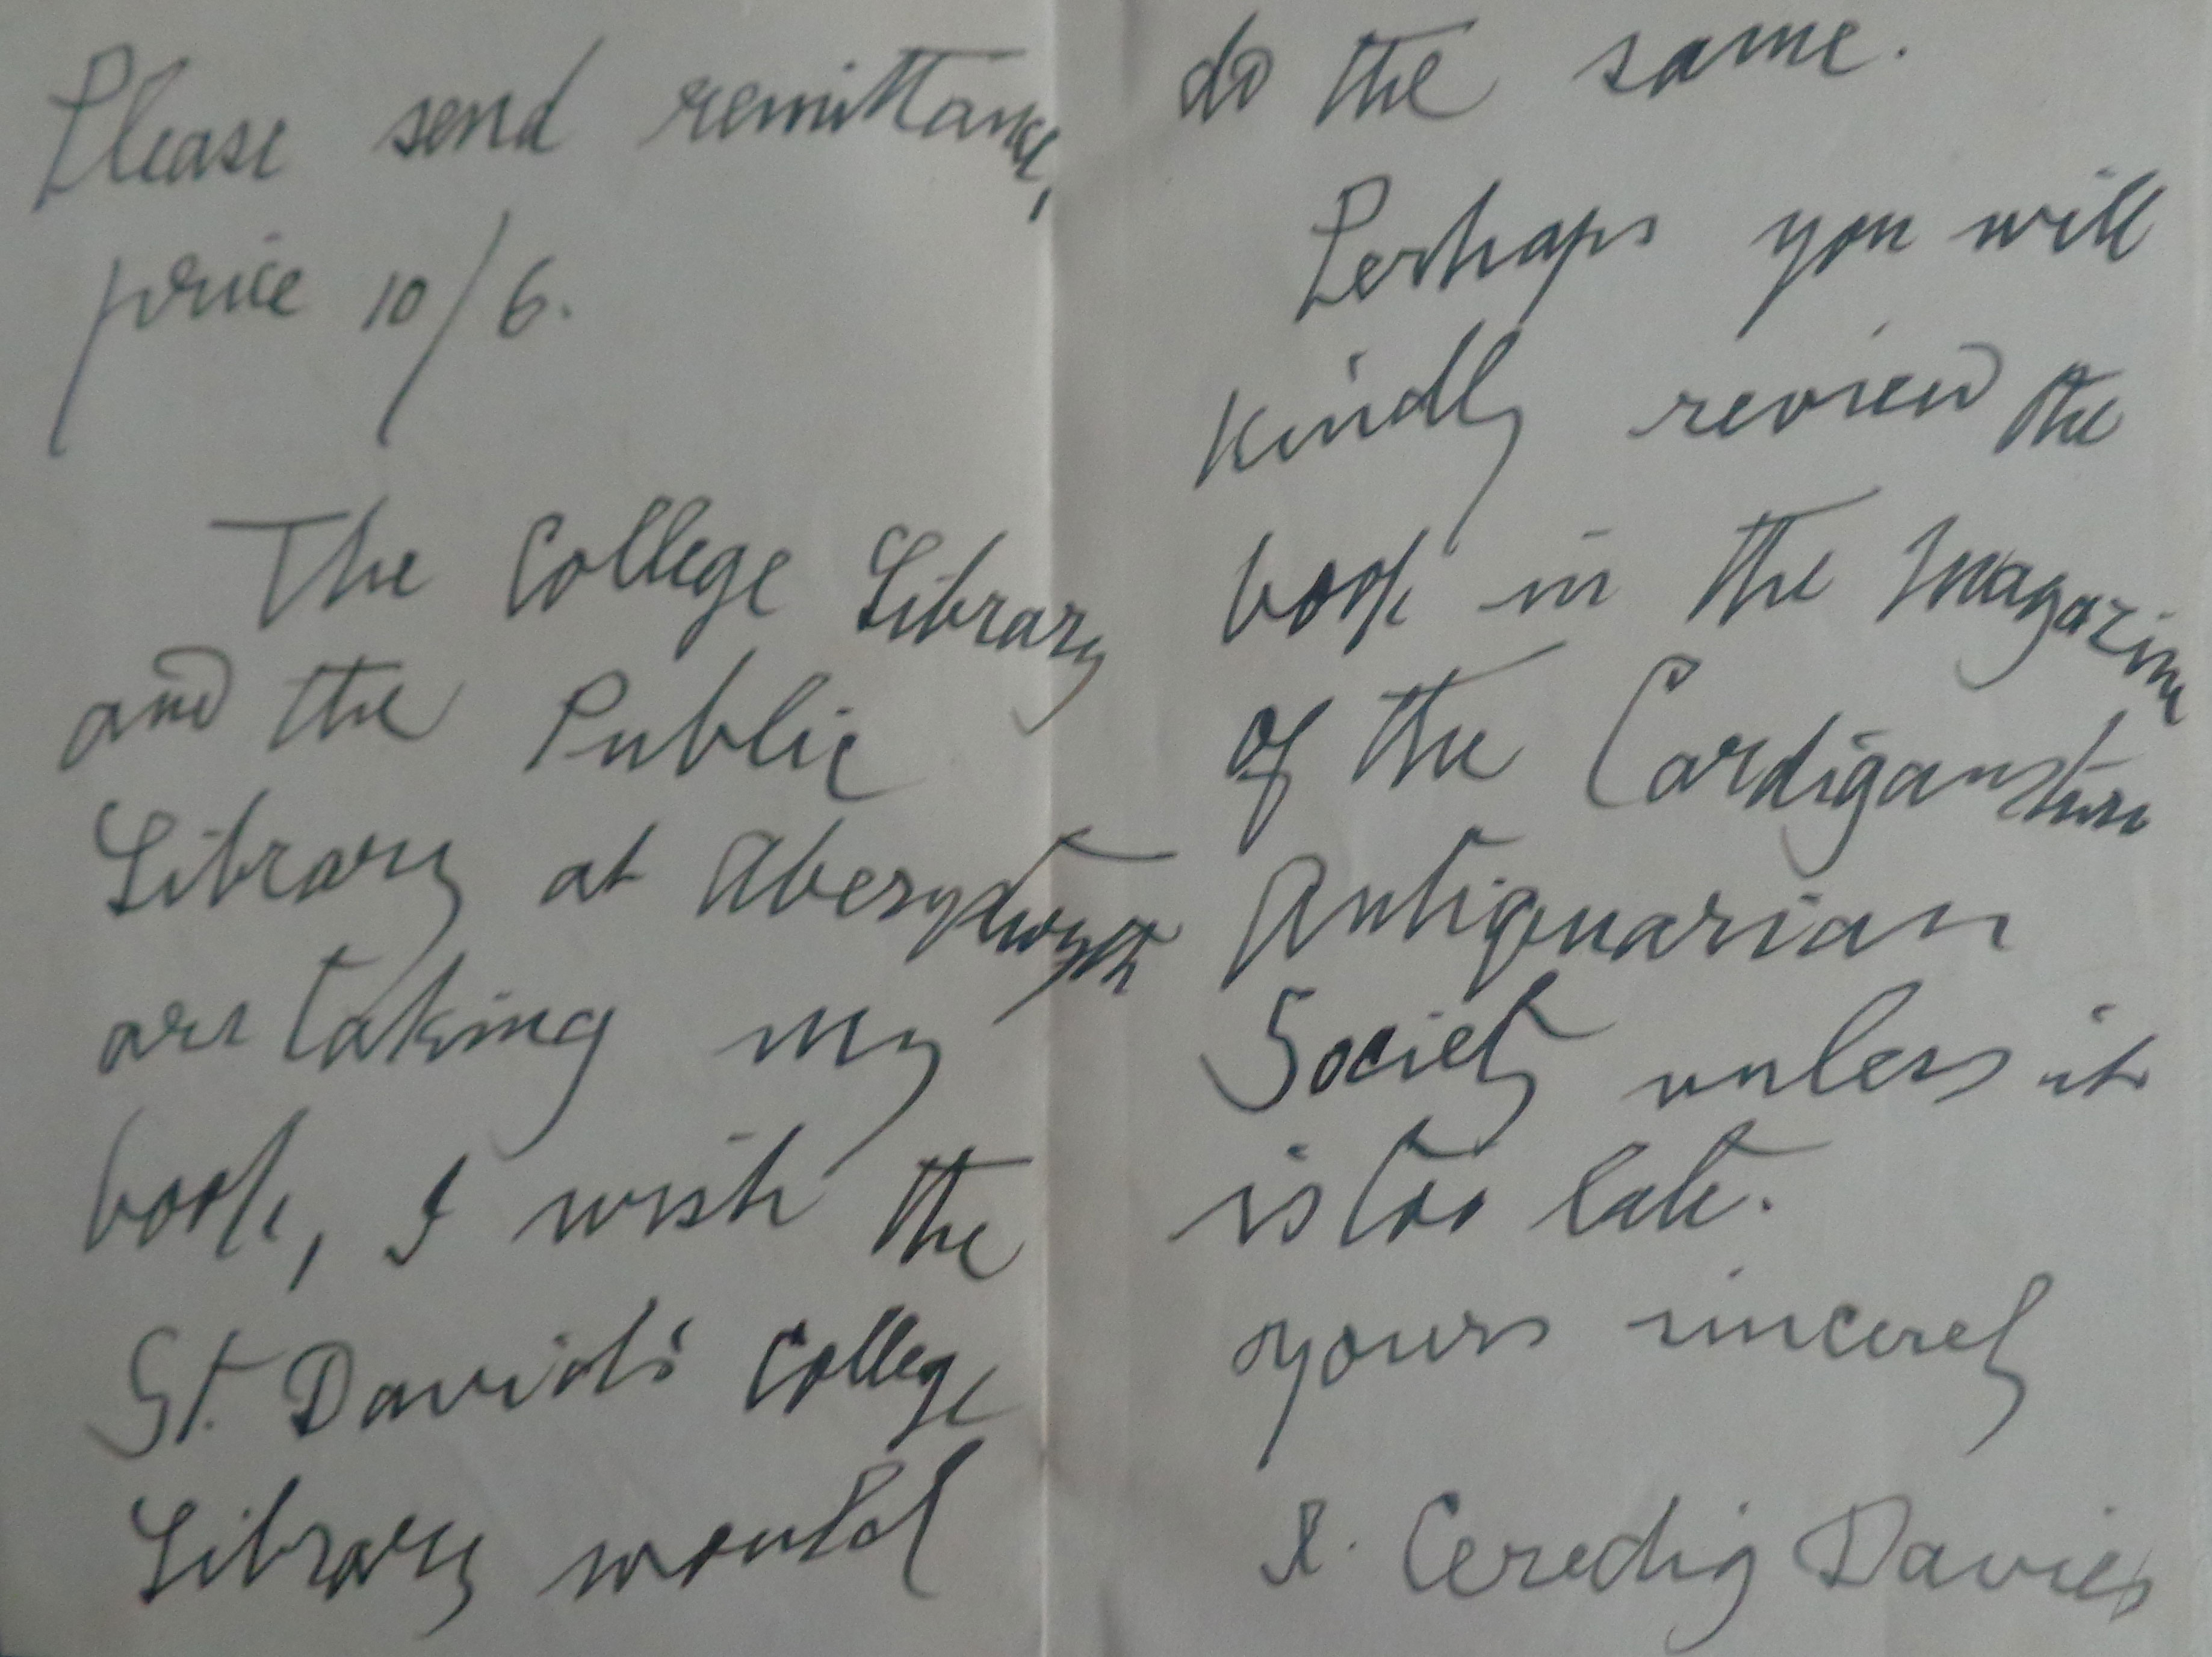 Please send remittance,
price 10/6.
The College Library
and the Public
Library at Aberystwyth
are taking my
book, I wish the
St. David's College
Library would
do the same.
Perhaps you will
kindly review the
book in the Magazine
of the Cardiganshire
Antiquarian
Society unless it
is too late.
yours sincerely
J. Ceredig Davies